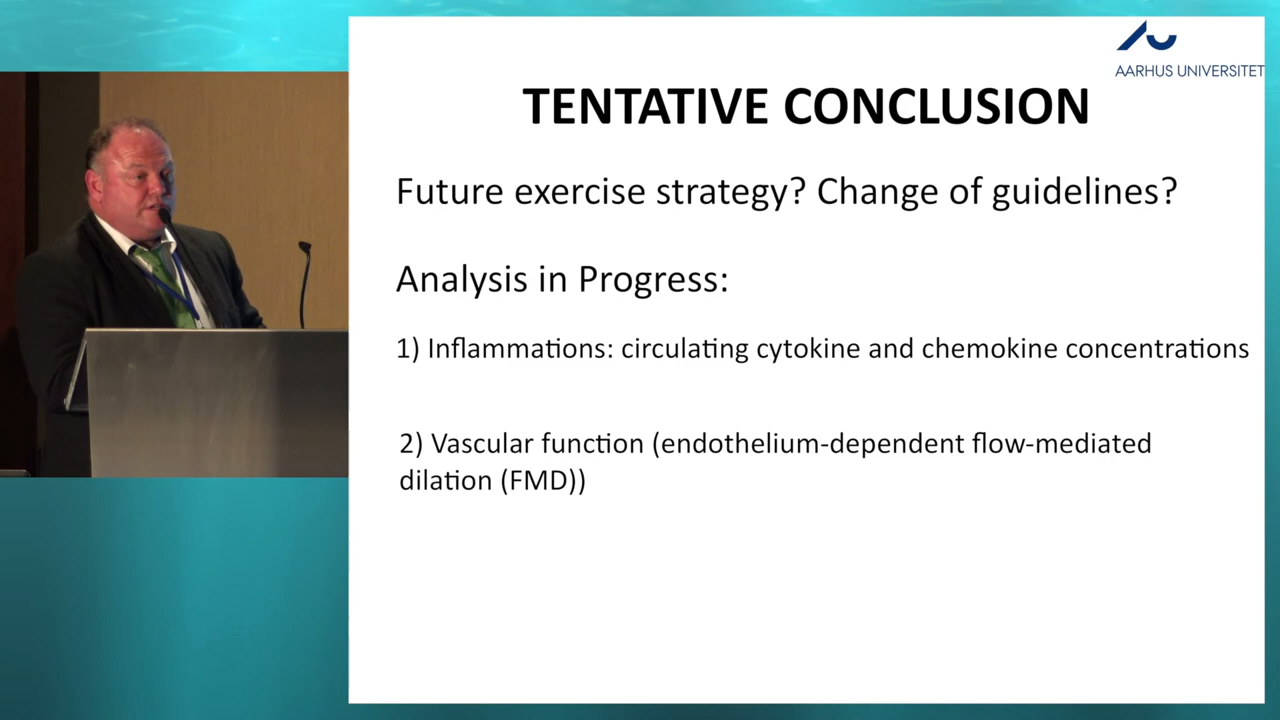 AARHUS UNIVERSITET
TENTATIVE CONCLUSION
Future exercise strategy? Change of guidelines?
Analysis in Progress:
1) Inflammations: circulating cytokine and chemokine concentrations
2) Vascular function (endothelium-dependent flow-mediated
dilation (FMD))